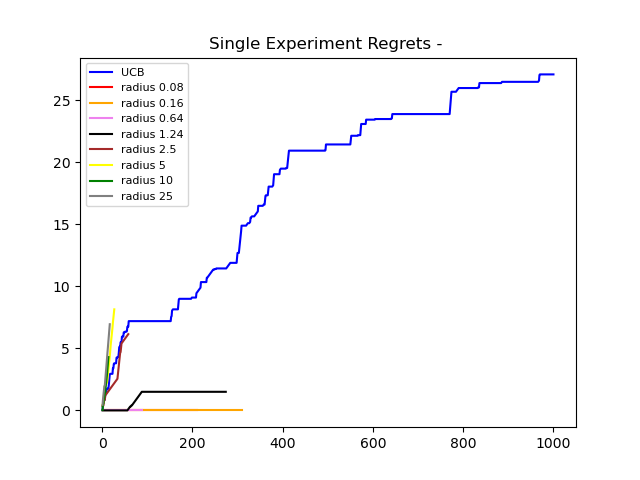 Single Experiment Regrets -
UCB
radius 0.08
radius 0.16
radius 0.64
radius 1.24
radius 2.5
radius 5
radius 10
radius 25
25
20
15
10
5
0
0 200 400 600 800 1000